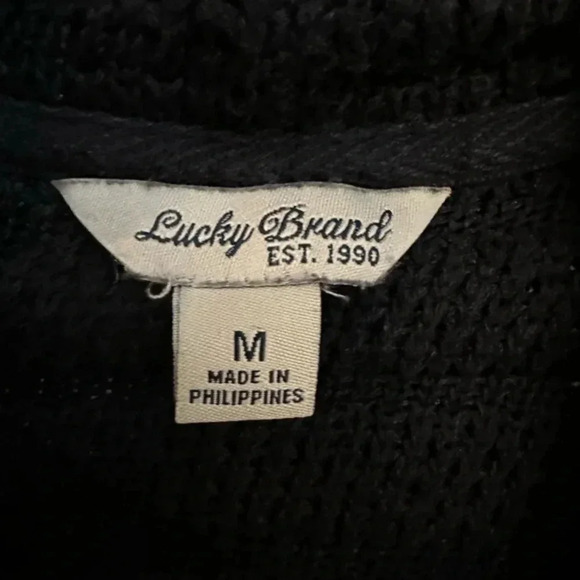 Lucky Brand
EST. 1990
M
MADE IN
PHILIPPINES